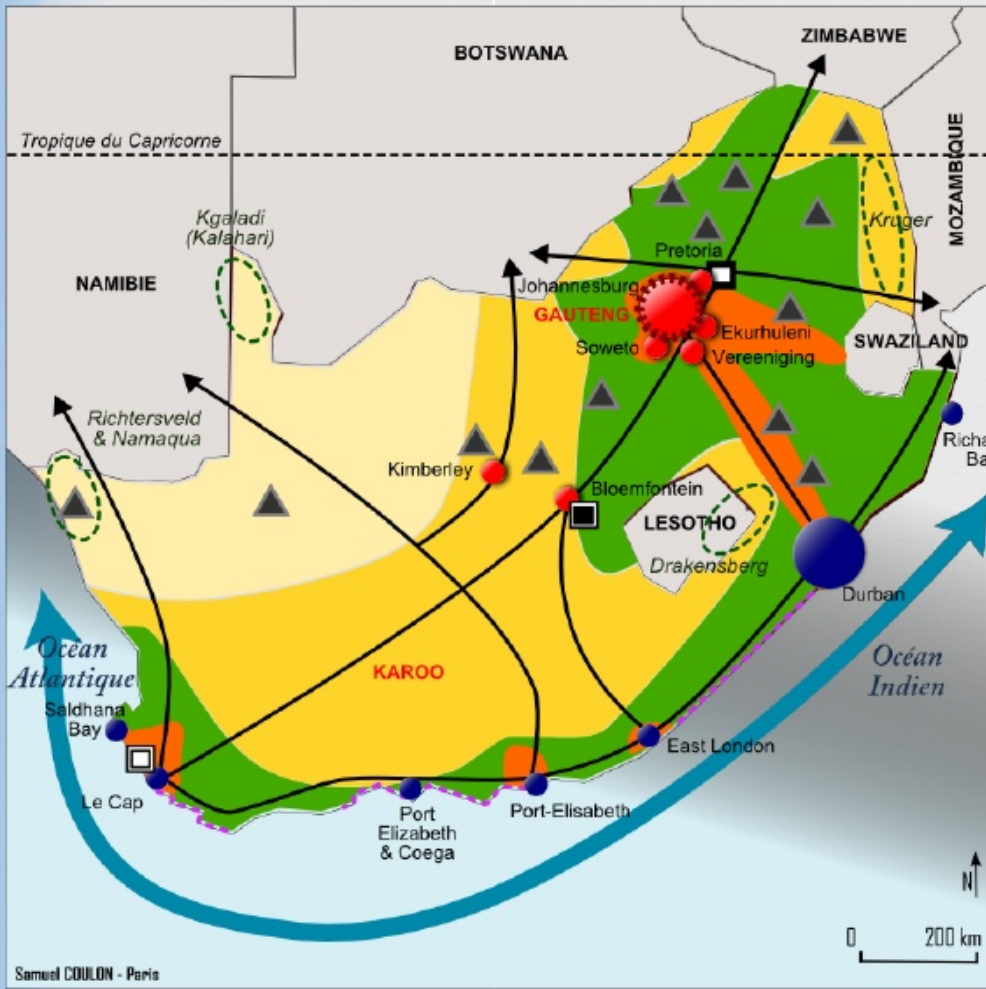 ZIMBABWE
BOTSWANA
Tropique du Capricorne
MOZAMBIQUE
Kgaladi
(Kalahari)
Kruger
NAMIBIE
Pretoria
Johannesburg
GAUTENG
Ekurhuleni
Soweto
Vereeniging
SWAZILAND
Richtersveld
& Namaqua
Richa
Ba
Kimberley
Bloemfontein
LESOTHO
Drakensberg
Durban
Océan
Atlantique
KAROO
Océan
Indien
Saldhana
Bay
East London
Le Cap
Port
Elizabeth
& Coega
Port-Elisabeth
N
0 200 km
Samuel COULON - Paris